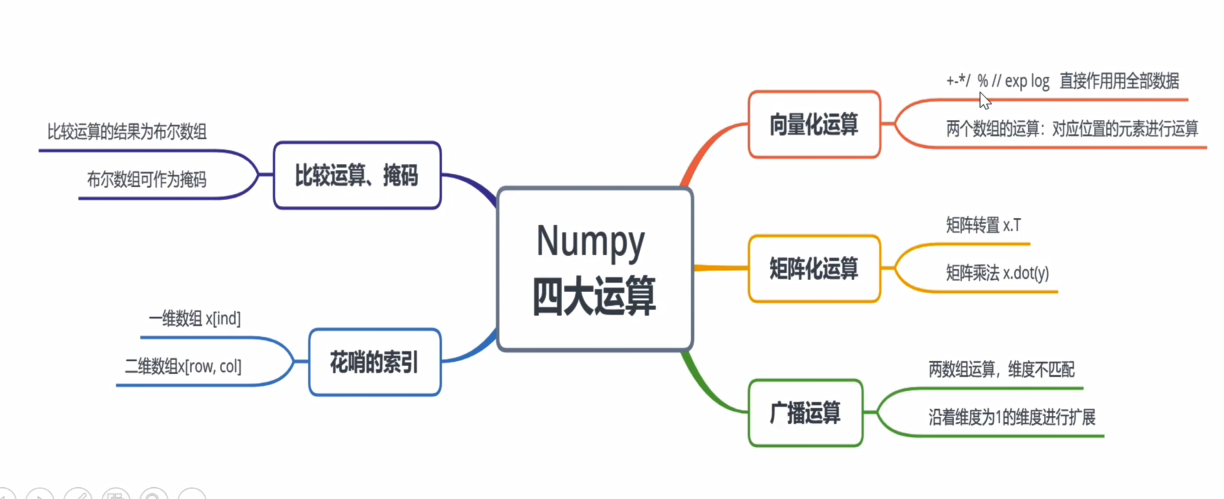 Numpy
四大运算
向量化运算
+-*/ % // exp log 直接作用用全部数据
两个数组的运算：对应位置的元素进行运算
矩阵化运算
矩阵转置 x.T
矩阵乘法 x.dot(y)
广播运算
两数组运算，维度不匹配
沿着维度为1的维度进行扩展
比较运算、掩码
比较运算的结果为布尔数组
布尔数组可作为掩码
花哨的索引
一维数组 x[ind]
二维数组x[row, col]